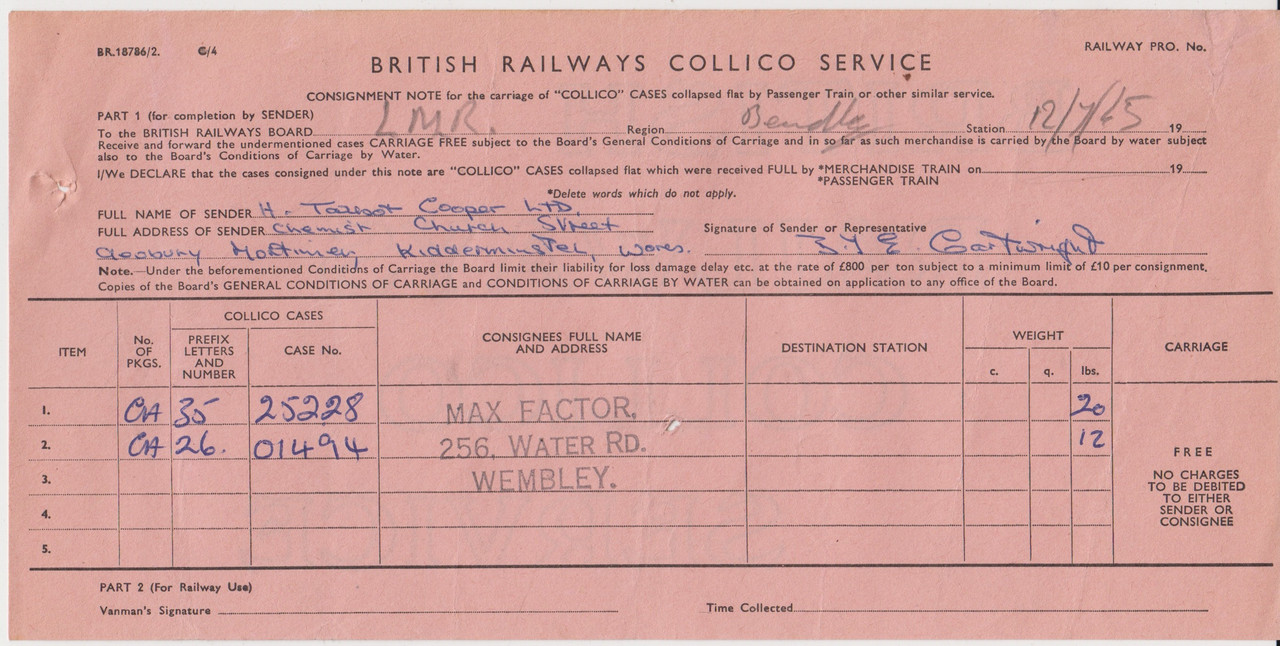 BR.18786/2. C/4
RAILWAY PRO. No.
BRITISH RAILWAYS COLLICO SERVICE
CONSIGNMENT NOTE for the carriage of "COLLICO" CASES collapsed flat by Passenger Train or other similar service.
PART 1 (for completion by SENDER)
To the BRITISH RAILWAYS BOARD L M R. Region Station 12/7/65 19
Receive and forward the undermentioned cases CARRIAGE FREE subject to the Board's General Conditions of Carriage and in so far as such merchandise is carried by the Board by water subject
also to the Board's Conditions of Carriage by Water.
I/We DECLARE that the cases consigned under this note are "COLLICO" CASES collapsed flat which were received FULL by *MERCHANDISE TRAIN on 19
*PASSENGER TRAIN
*Delete words which do not apply.
FULL NAME OF SENDER H. Talbot Cooper LTD.
FULL ADDRESS OF SENDER Chemist Church Street
Signature of Sender or Representative
Cleobury Mortimer, Kidderminster, Worcs. Cartwright
Note.—Under the beforementioned Conditions of Carriage the Board limit their liability for loss damage delay etc. at the rate of £800 per ton subject to a minimum limit of £10 per consignment,
Copies of the Board's GENERAL CONDITIONS OF CARRIAGE and CONDITIONS OF CARRIAGE BY WATER can be obtained on application to any office of the Board.
ITEM
No. OF PKGS.
COLLICO CASES
PREFIX LETTERS AND NUMBER
CASE No.
CONSIGNEES FULL NAME AND ADDRESS
DESTINATION STATION
WEIGHT
c. q. lbs.
CARRIAGE
1. CA 35 25228 MAX FACTOR. 20
2. CA 26. 01494 256, WATER RD. 12
3. WEMBLEY.
4.
5.
FREE
NO CHARGES
TO BE DEBITED
TO EITHER
SENDER OR
CONSIGNEE
PART 2 (For Railway Use)
Vanman's Signature Time Collected